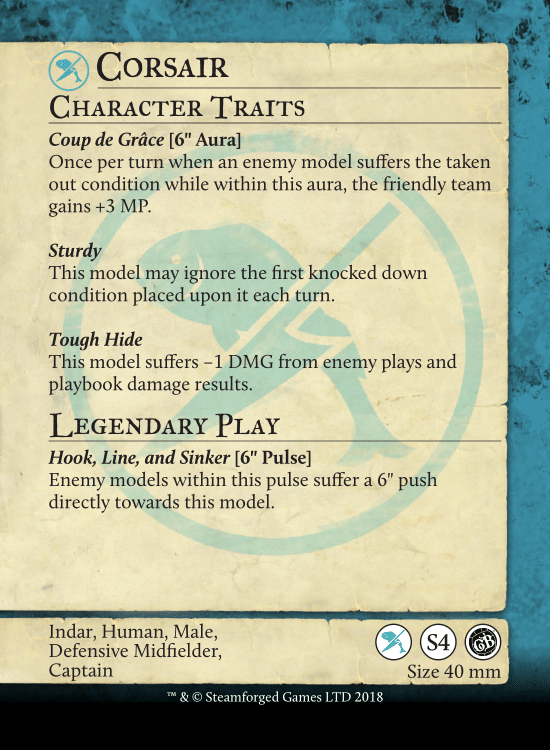 Corsair
Character Traits
Coup de Grâce [6" Aura]
Once per turn when an enemy model suffers the taken
out condition while within this aura, the friendly team
gains +3 MP.
Sturdy
This model may ignore the first knocked down
condition placed upon it each turn.
Tough Hide
This model suffers −1 DMG from enemy plays and
playbook damage results.
Legendary Play
Hook, Line, and Sinker [6" Pulse]
Enemy models within this pulse suffer a 6" push
directly towards this model.
Indar, Human, Male,
Defensive Midfielder,
Captain
S4
GB
Size 40 mm
™ & © Steamforged Games LTD 2018